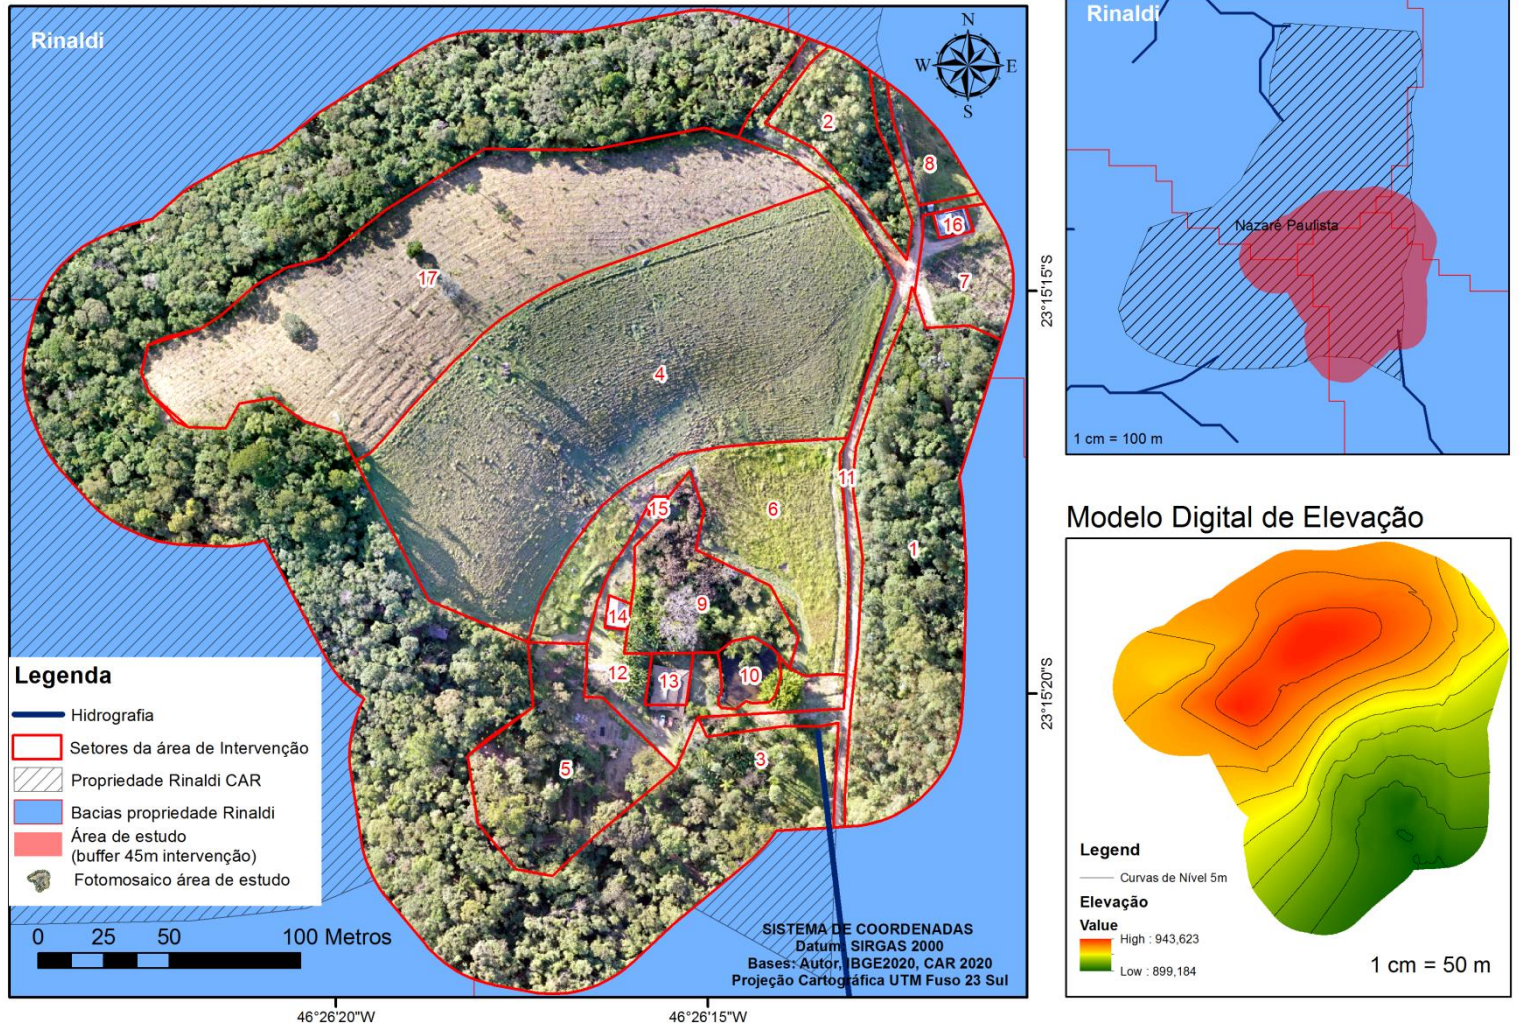 Rinaldi
N
W
E
S
2
8
16
7
17
4
11
6
15
1
9
14
12
13
10
3
5
Legenda
Hidrografia
Setores da área de Intervenção
Propriedade Rinaldi CAR
Bacias propriedade Rinaldi
Área de estudo
(buffer 45m intervenção)
Fotomosaico área de estudo
0 25 50 100 Metros
SISTEMA DE COORDENADAS
Datum: SIRGAS 2000
Bases: Autor, IBGE2020, CAR 2020
Projeção Cartográfica UTM Fuso 23 Sul
46°26'20"W
46°26'15"W
23°15'15"S
23°15'20"S
Rinaldi
Nazaré Paulista
1 cm = 100 m
Modelo Digital de Elevação
Legend
Curvas de Nível 5m
Elevação
Value
High : 943,623
Low : 899,184
1 cm = 50 m